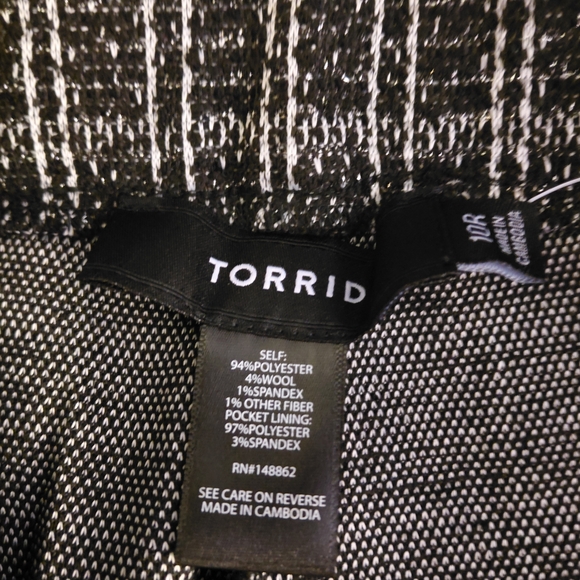 TORRID
10R
MADE IN
CAMBODIA
SELF:
94%POLYESTER
4%WOOL
1%SPANDEX
1% OTHER FIBER
POCKET LINING:
97%POLYESTER
3%SPANDEX
RN#148862
SEE CARE ON REVERSE
MADE IN CAMBODIA